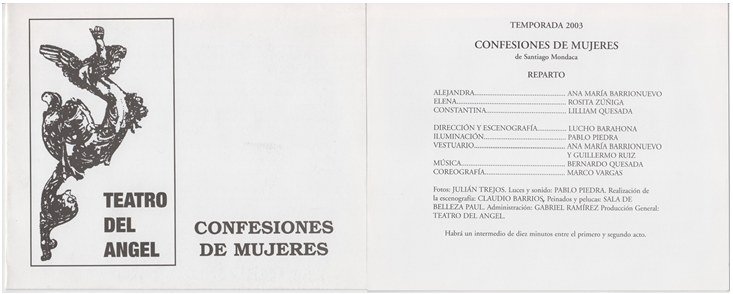 TEATRO
DEL
ANGEL
CONFESIONES
DE MUJERES
TEMPORADA 2003
CONFESIONES DE MUJERES
de Santiago Mondaca
REPARTO
ALEJANDRA.................................................. ANA MARÍA BARRIONUEVO
ELENA............................................................ ROSITA ZÚÑIGA
CONSTANTINA........................................... LILLIAM QUESADA
DIRECCIÓN Y ESCENOGRAFÍA................ LUCHO BARAHONA
ILUMINACIÓN............................................. PABLO PIEDRA
VESTUARIO.................................................. ANA MARÍA BARRIONUEVO
Y GUILLERMO RUIZ
MÚSICA......................................................... BERNARDO QUESADA
COREOGRAFÍA............................................ MARCO VARGAS
Fotos: JULIÁN TREJOS. Luces y sonido: PABLO PIEDRA. Realización de
la escenografía: CLAUDIO BARRIOS, Peinados y pelucas: SALA DE
BELLEZA PAUL. Administración: GABRIEL RAMÍREZ Producción General:
TEATRO DEL ANGEL.
Habrá un intermedio de diez minutos entre el primero y segundo acto.